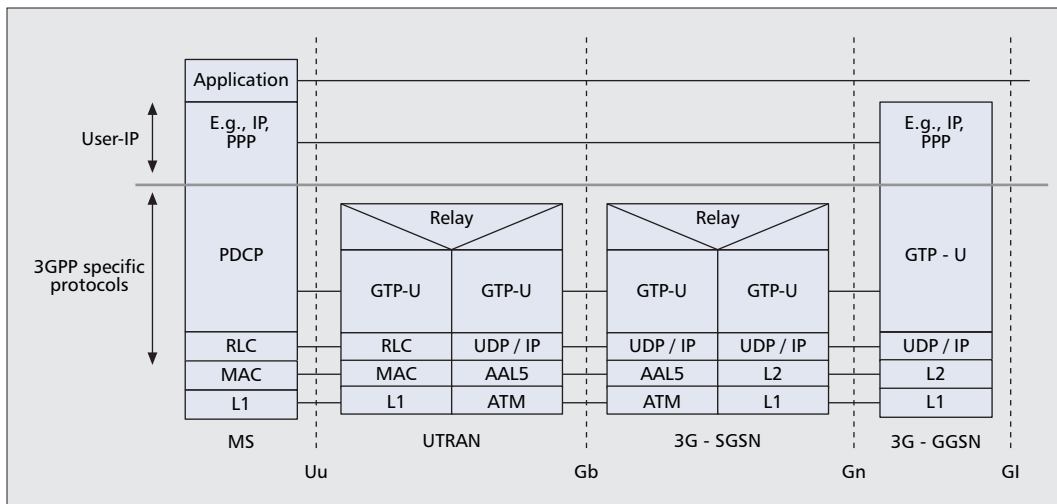 Application
E.g., IP,
PPP
E.g., IP,
PPP
User-IP
Relay
Relay
3GPP specific
protocols
PDCP
GTP-U
GTP-U
GTP-U
GTP-U
GTP - U
RLC
RLC
UDP / IP
UDP / IP
UDP / IP
UDP / IP
MAC
MAC
AAL5
AAL5
L2
L2
L1
L1
ATM
ATM
L1
L1
MS
UTRAN
3G - SGSN
3G - GGSN
Uu
Gb
Gn
GI